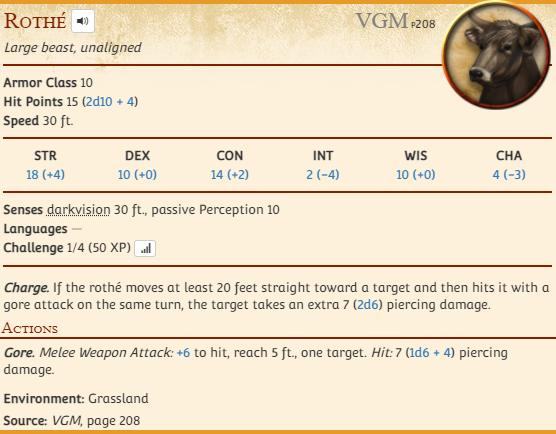 Rothé VGM p208
Large beast, unaligned
Armor Class 10
Hit Points 15 (2d10 + 4)
Speed 30 ft.
STR DEX CON INT WIS CHA
18 (+4) 10 (+0) 14 (+2) 2 (−4) 10 (+0) 4 (−3)
Senses darkvision 30 ft., passive Perception 10
Languages —
Challenge 1/4 (50 XP)
Charge. If the rothé moves at least 20 feet straight toward a target and then hits it with a
gore attack on the same turn, the target takes an extra 7 (2d6) piercing damage.
Actions
Gore. Melee Weapon Attack: +6 to hit, reach 5 ft., one target. Hit: 7 (1d6 + 4) piercing
damage.
Environment: Grassland
Source: VGM, page 208